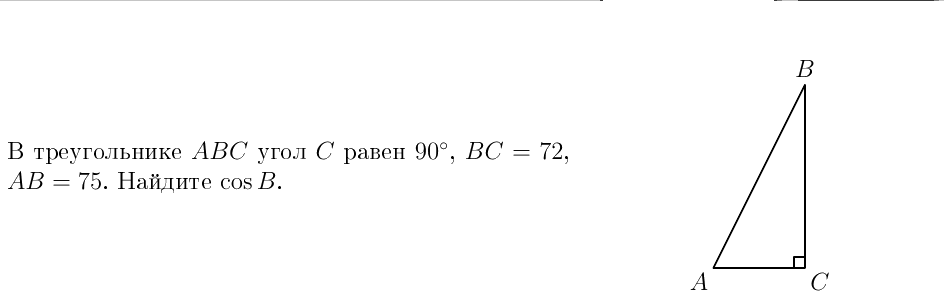 В треугольнике ABC угол C равен 90°, BC = 72,
AB = 75. Найдите cos B.
B
A
C